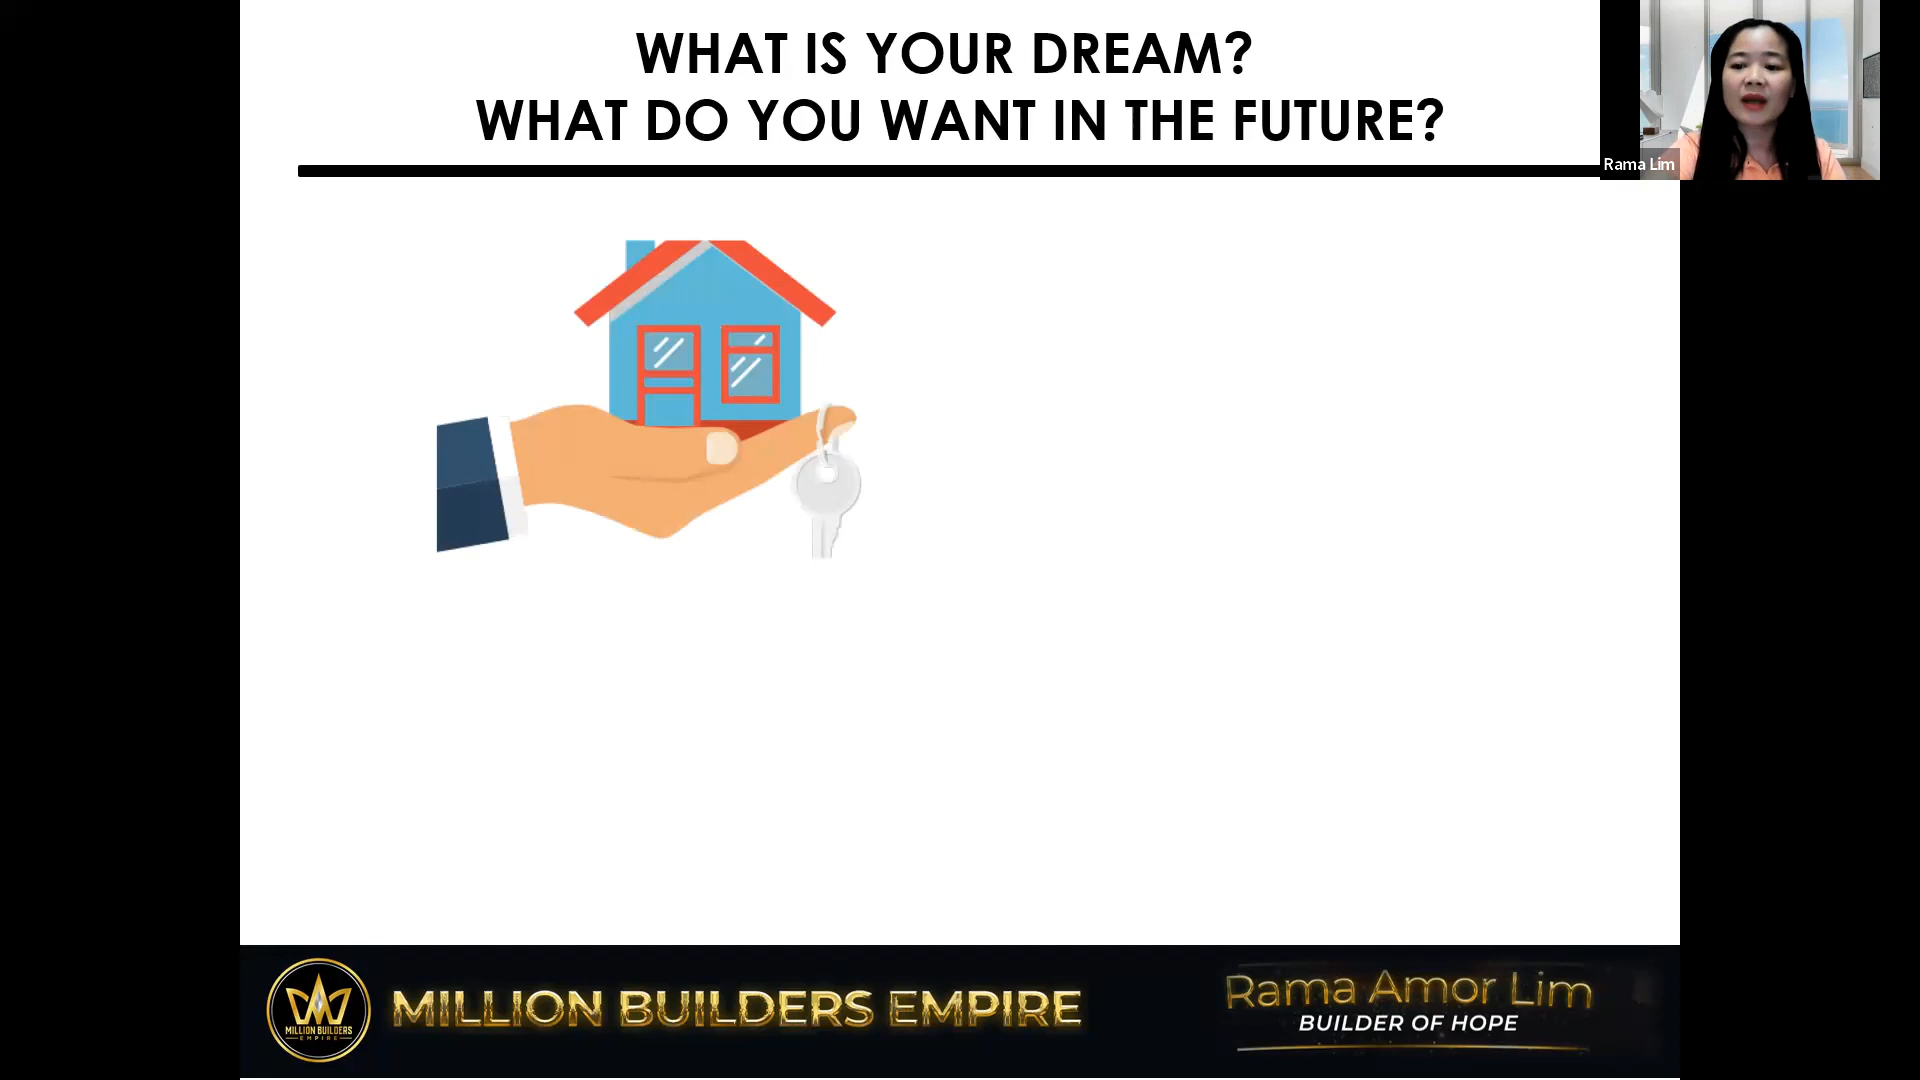 WHAT IS YOUR DREAM?
WHAT DO YOU WANT IN THE FUTURE?
Rama Lim
MILLION BUILDERS
EMPIRE
MILLION BUILDERS EMPIRE
Rama Amor Lim
BUILDER OF HOPE